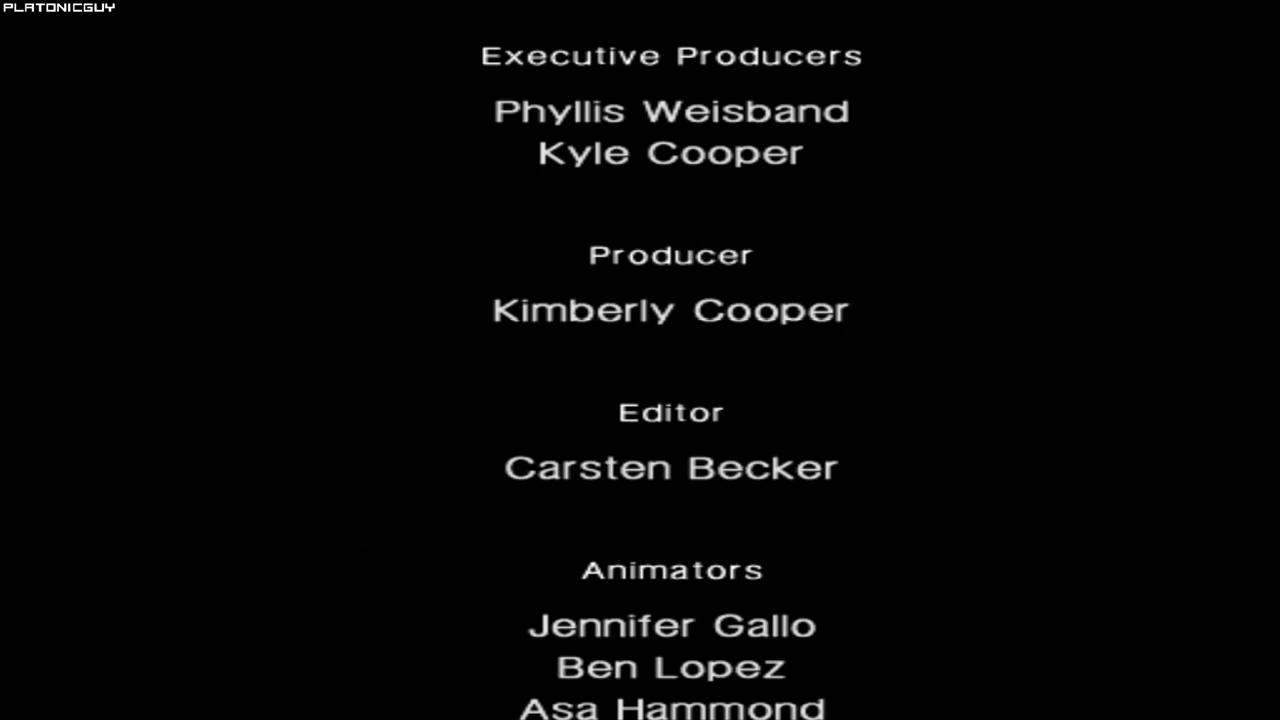 PLATONICGUY
Executive Producers
Phyllis Weisband
Kyle Cooper
Producer
Kimberly Cooper
Editor
Carsten Becker
Animators
Jennifer Gallo
Ben Lopez
Asa Hammond